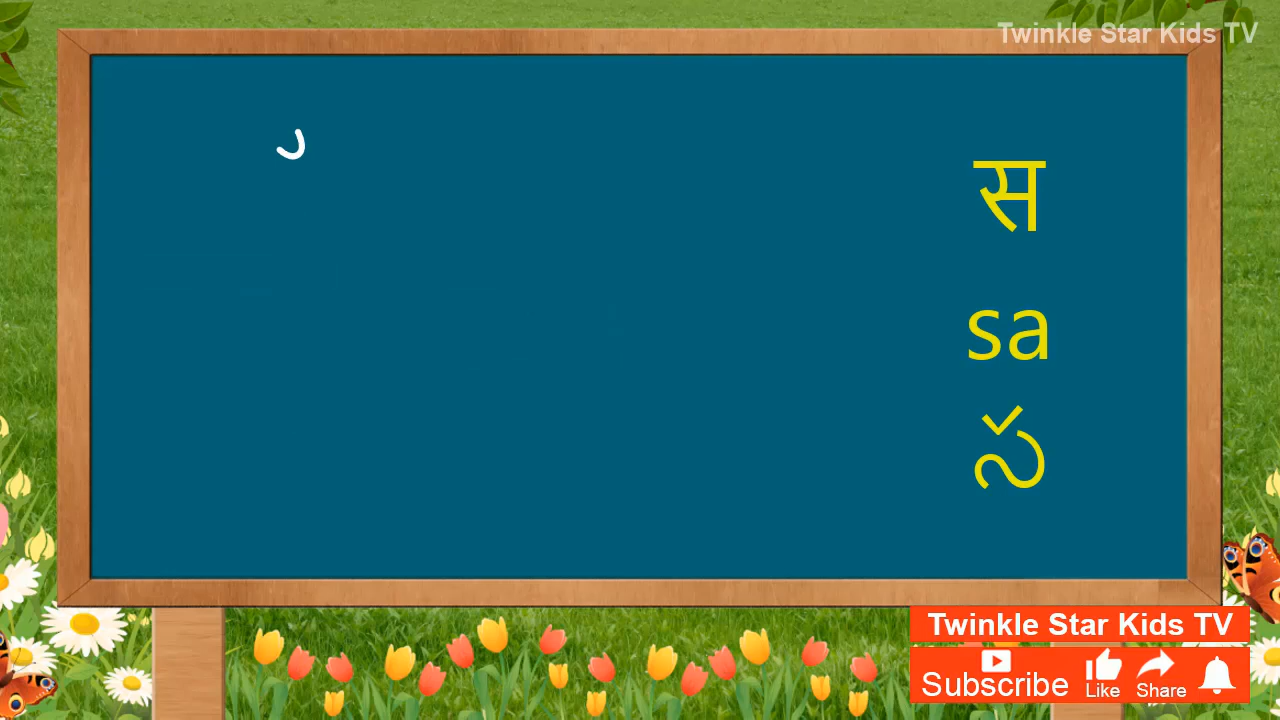 Twinkle Star Kids TV
स
sa
స
Twinkle Star Kids TV
Subscribe
Like
Share